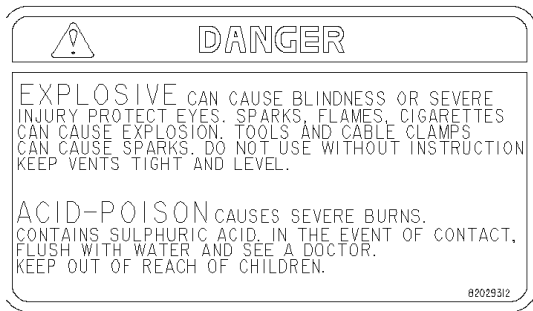 DANGER
EXPLOSIVE CAN CAUSE BLINDNESS OR SEVERE
INJURY PROTECT EYES. SPARKS, FLAMES, CIGARETTES
CAN CAUSE EXPLOSION. TOOLS AND CABLE CLAMPS
CAN CAUSE SPARKS. DO NOT USE WITHOUT INSTRUCTION
KEEP VENTS TIGHT AND LEVEL.
ACID-POISON CAUSES SEVERE BURNS.
CONTAINS SULPHURIC ACID. IN THE EVENT OF CONTACT,
FLUSH WITH WATER AND SEE A DOCTOR.
KEEP OUT OF REACH OF CHILDREN.
82029312